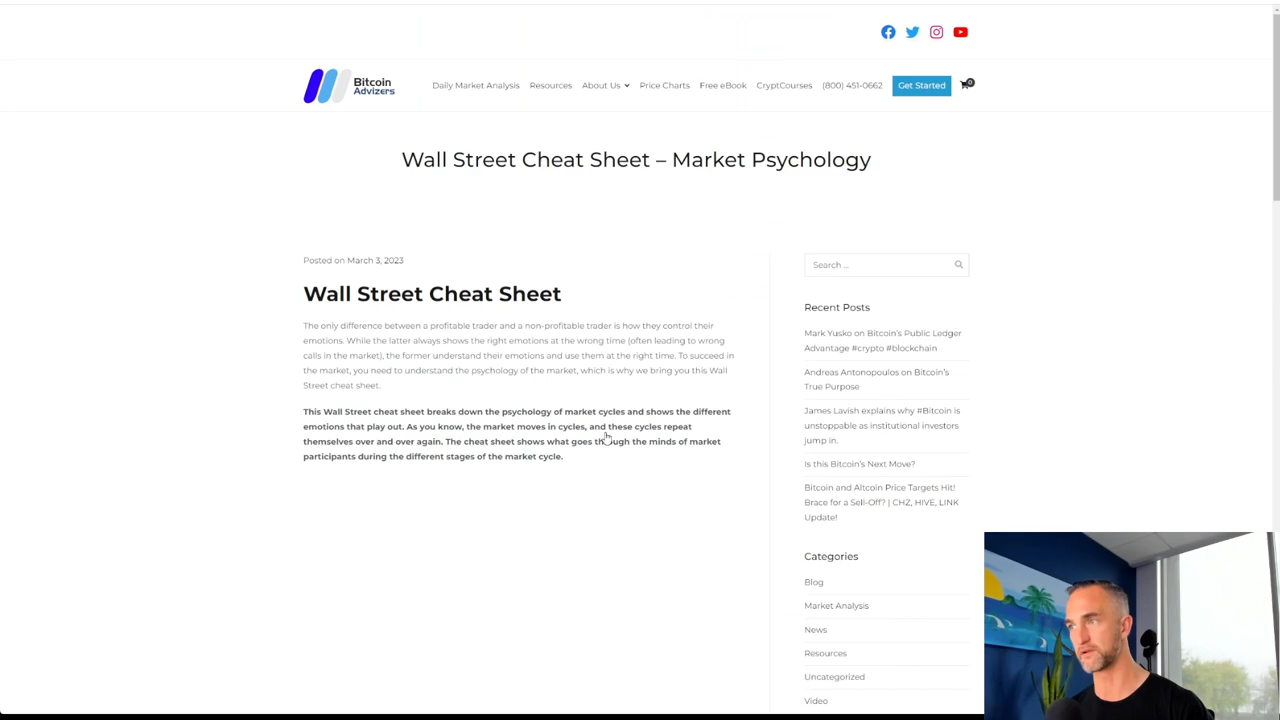 Bitcoin
Advizers
Daily Market Analysis
Resources
About Us
Price Charts
Free eBook
CryptCourses
(800) 451-0662
Get Started
0
Wall Street Cheat Sheet – Market Psychology
Posted on March 3, 2023
Wall Street Cheat Sheet
The only difference between a profitable trader and a non-profitable trader is how they control their
emotions. While the latter always shows the right emotions at the wrong time (often leading to wrong
calls in the market), the former understand their emotions and use them at the right time. To succeed in
the market, you need to understand the psychology of the market, which is why we bring you this Wall
Street cheat sheet.
This Wall Street cheat sheet breaks down the psychology of market cycles and shows the different
emotions that play out. As you know, the market moves in cycles, and these cycles repeat
themselves over and over again. The cheat sheet shows what goes through the minds of market
participants during the different stages of the market cycle.
Search …
Recent Posts
Mark Yusko on Bitcoin's Public Ledger
Advantage #crypto #blockchain
Andreas Antonopoulos on Bitcoin's
True Purpose
James Lavish explains why #Bitcoin is
unstoppable as institutional investors
jump in.
Is this Bitcoin's Next Move?
Bitcoin and Altcoin Price Targets Hit!
Brace for a Sell-Off? | CHZ, HIVE, LINK
Update!
Categories
Blog
Market Analysis
News
Resources
Uncategorized
Video